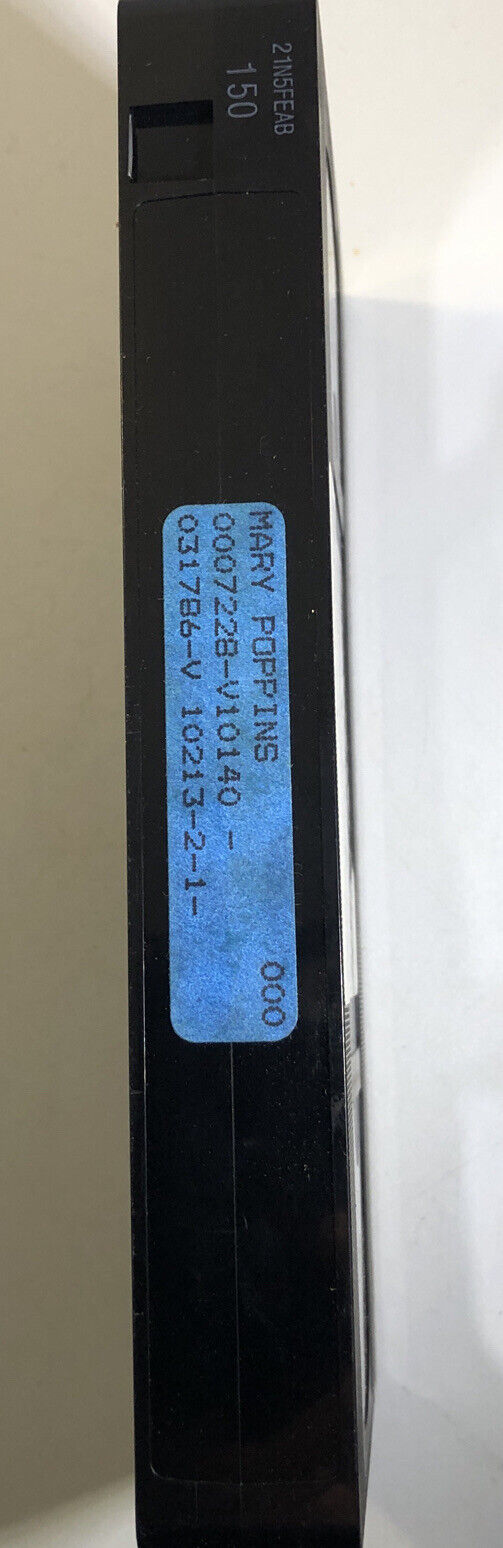 21N5FEAB
150
MARY POPPINS 000
0007228-V10140 -
031786-V 10213-2-1-